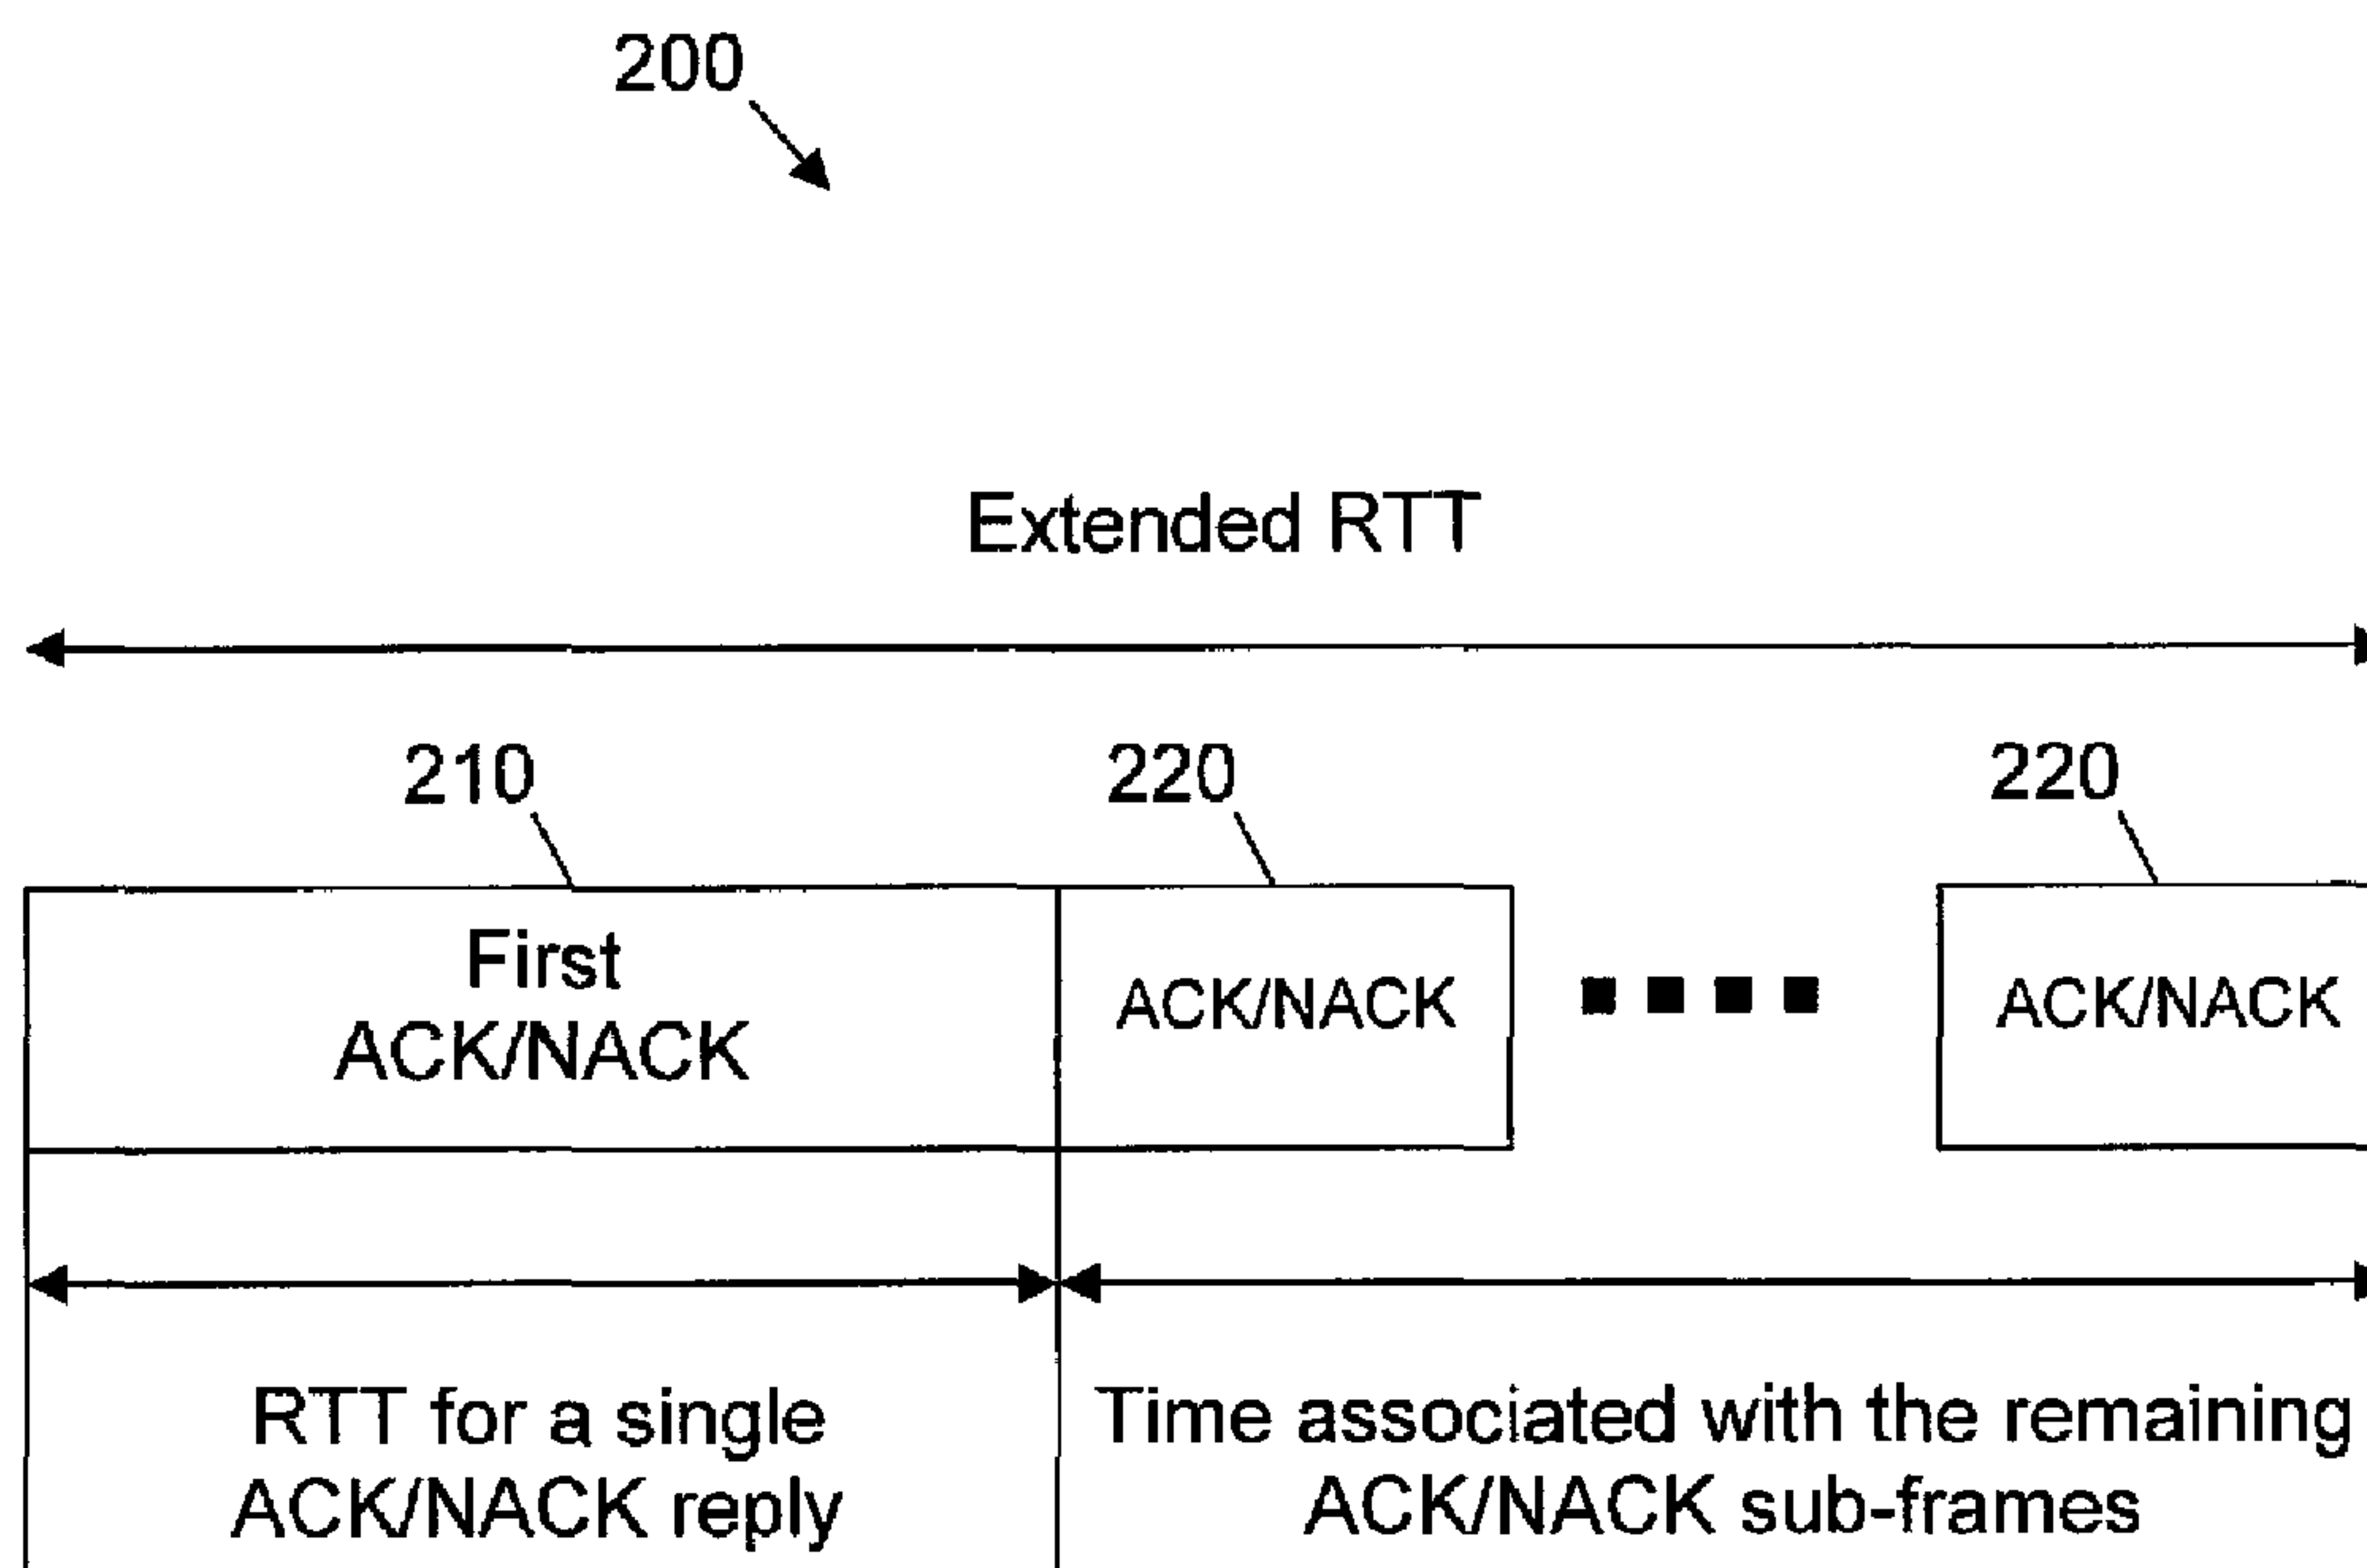 200
Extended RTT
210
220
220
First
ACK/NACK
ACK/NACK
ACK/NACK
RTT for a single
ACK/NACK reply
Time associated with the remaining
ACK/NACK sub-frames